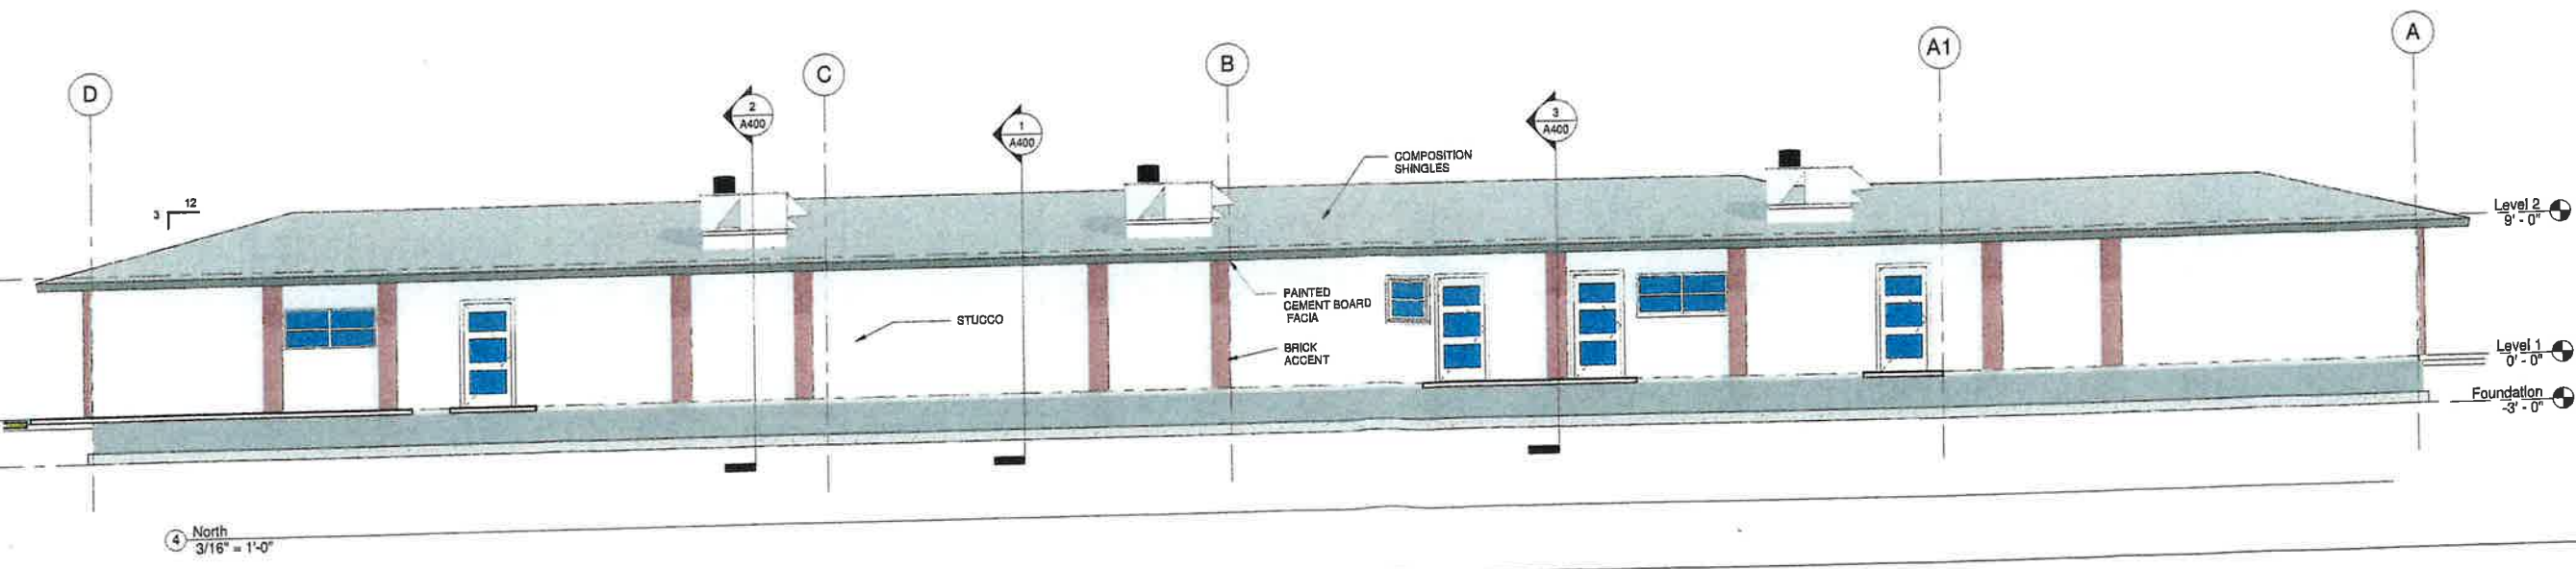 D
C
B
A1
A
2
A400
1
A400
3
A400
3
12
COMPOSITION
SHINGLES
Level 2
9' - 0"
STUCCO
PAINTED
CEMENT BOARD
FACIA
BRICK
ACCENT
Level 1
0' - 0"
Foundation
-3' - 0"
4
North
3/16" = 1'-0"